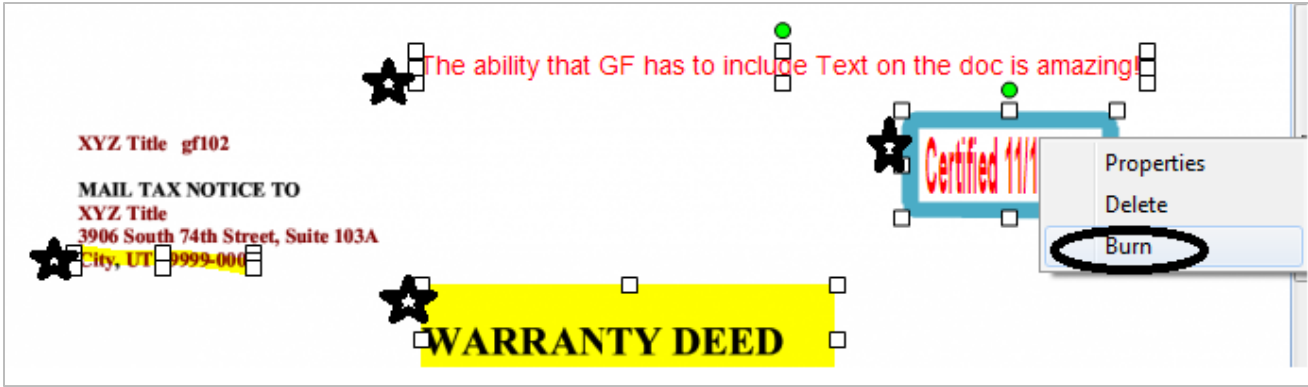 The ability that GF has to include Text on the doc is amazing!
Certified 11/1
XYZ Title gf102
MAIL TAX NOTICE TO
XYZ Title
3906 South 74th Street, Suite 103A
City, UT 9999-000
WARRANTY DEED
Properties
Delete
Burn